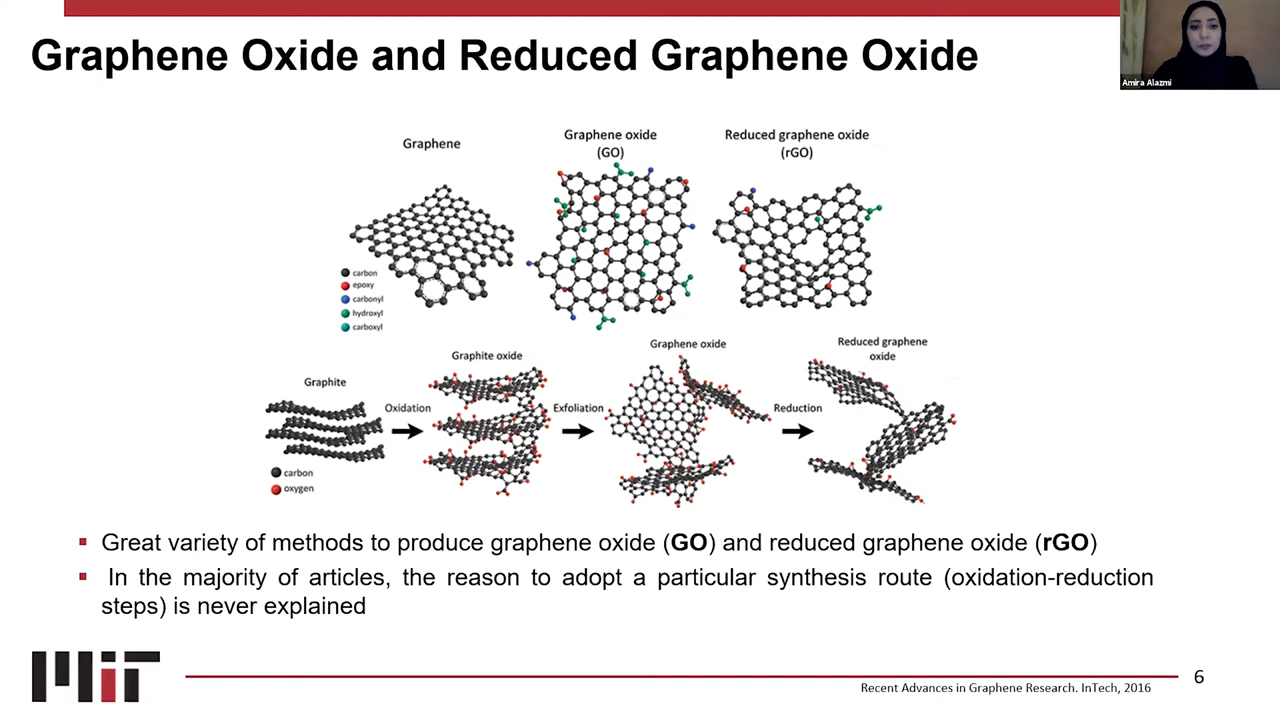 Graphene Oxide and Reduced Graphene Oxide
Amira Alazmi
Graphene
Graphene oxide
(GO)
Reduced graphene oxide
(rGO)
carbon
epoxy
carbonyl
hydroxyl
carboxyl
Graphite
Oxidation
Graphite oxide
Exfoliation
Graphene oxide
Reduction
Reduced graphene
oxide
carbon
oxygen
▪ Great variety of methods to produce graphene oxide (GO) and reduced graphene oxide (rGO)
▪ In the majority of articles, the reason to adopt a particular synthesis route (oxidation-reduction
steps) is never explained
MIT
Recent Advances in Graphene Research. InTech, 2016
6